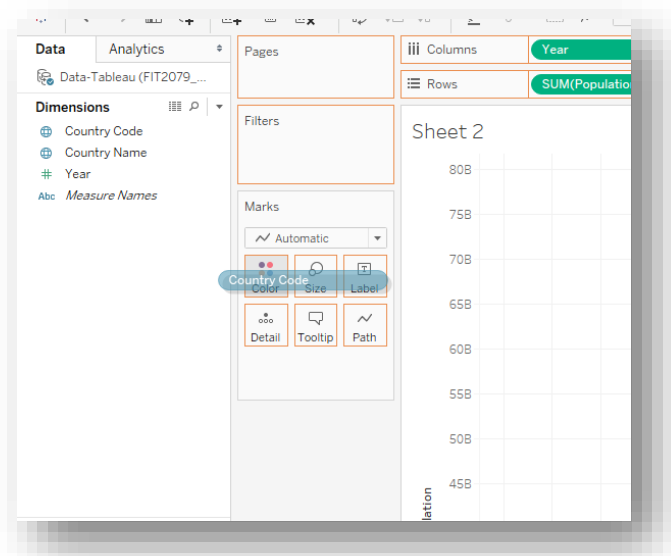 Data
Analytics
Data-Tableau (FIT2079_...
Dimensions
Country Code
Country Name
Year
Abc Measure Names
Pages
Filters
Marks
Automatic
Country Code
Color
Size
Label
Detail
Tooltip
Path
Columns
Year
Rows
SUM(Population
Sheet 2
80B
75B
70B
65B
60B
55B
50B
45B
lation